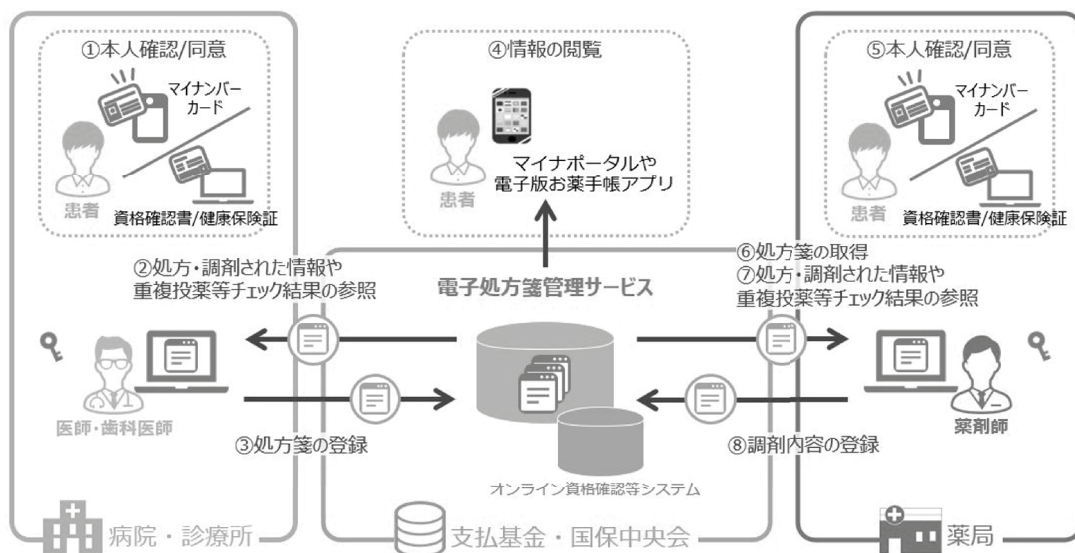 ①本人確認/同意
マイナンバー
カード
患者
資格確認書/健康保険証
②処方・調剤された情報や
重複投薬等チェック結果の参照
医師・歯科医師
③処方箋の登録
病院・診療所
④情報の閲覧
患者
マイナポータルや
電子版お薬手帳アプリ
電子処方箋管理サービス
オンライン資格確認等システム
支払基金・国保中央会
⑤本人確認/同意
マイナンバー
カード
患者
資格確認書/健康保険証
⑥処方箋の取得
⑦処方・調剤された情報や
重複投薬等チェック結果の参照
薬剤師
⑧調剤内容の登録
薬局